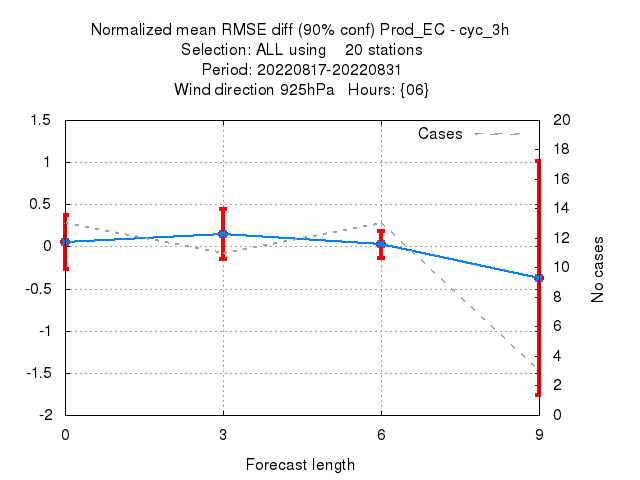 Normalized mean RMSE diff (90% conf) Prod_EC - cyc_3h
Selection: ALL using    20 stations
Period: 20220817-20220831
Wind direction 925hPa   Hours: {06}
Cases
1.5
1
0.5
0
-0.5
-1
-1.5
-2
20
18
16
14
12
10
8
6
4
2
0
No cases
0 3 6 9
Forecast length